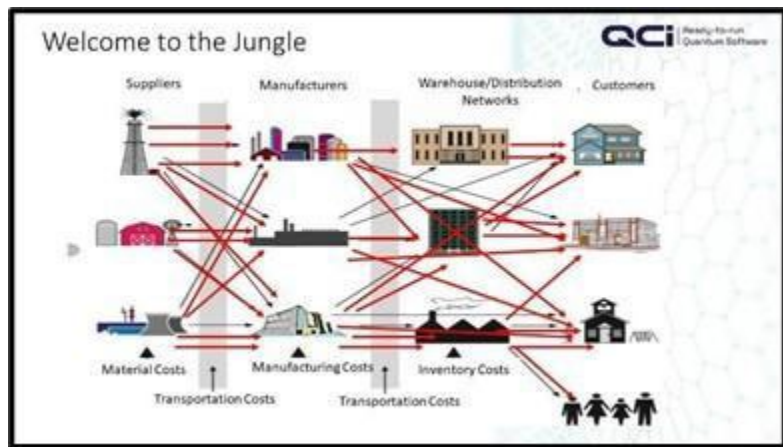 Welcome to the Jungle
QCi Ready-to-run
Quantum Software
Suppliers
Manufacturers
Warehouse/Distribution
Networks
Customers
Material Costs
Manufacturing Costs
Inventory Costs
Transportation Costs
Transportation Costs